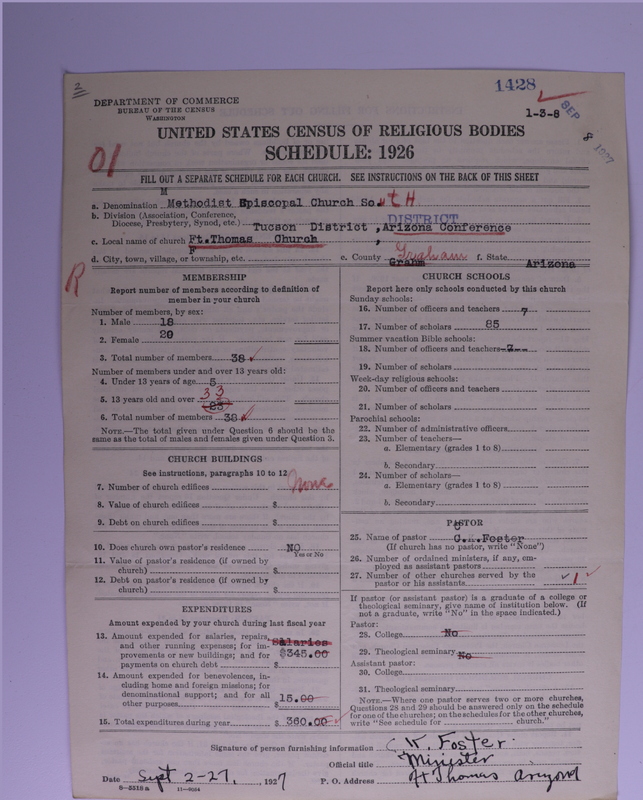 2
1428
DEPARTMENT OF COMMERCE
BUREAU OF THE CENSUS
WASHINGTON
1-3-8
SEP 8 1927
UNITED STATES CENSUS OF RELIGIOUS BODIES
SCHEDULE: 1926
01
FILL OUT A SEPARATE SCHEDULE FOR EACH CHURCH. SEE INSTRUCTIONS ON THE BACK OF THIS SHEET
a. Denomination Methodist Episcopal Church South
b. Division (Association, Conference, DISTRICT
Diocese, Presbytery, Synod, etc.) Tucson District, Arizona Conference
c. Local name of church Ft. Thomas Church
d. City, town, village, or township, etc. e. County Grahm Graham f. State Arizona
R
MEMBERSHIP
Report number of members according to definition of
member in your church
Number of members, by sex:
1. Male 18
2. Female 20
3. Total number of members 38
Number of members under and over 13 years old:
4. Under 13 years of age 5
33
5. 13 years old and over 23
6. Total number of members 38
NOTE.—The total given under Question 6 should be the
same as the total of males and females given under Question 3.
CHURCH BUILDINGS
See instructions, paragraphs 10 to 12
7. Number of church edifices None
8. Value of church edifices $
9. Debt on church edifices $
10. Does church own pastor's residence NO
Yes or No
11. Value of pastor's residence (if owned by
church) $
12. Debt on pastor's residence (if owned by
church) $
EXPENDITURES
Amount expended by your church during last fiscal year
13. Amount expended for salaries, repairs, Salaries
and other running expenses; for im-
provements or new buildings; and for $345.00
payments on church debt $
14. Amount expended for benevolences, in-
cluding home and foreign missions; for
denominational support; and for all 15.00
other purposes $
15. Total expenditures during year $ 360.00
CHURCH SCHOOLS
Report here only schools conducted by this church
Sunday schools:
16. Number of officers and teachers 7
17. Number of scholars 85
Summer vacation Bible schools:
18. Number of officers and teachers
19. Number of scholars
Week-day religious schools:
20. Number of officers and teachers
21. Number of scholars
Parochial schools:
22. Number of administrative officers
23. Number of teachers—
a. Elementary (grades 1 to 8)
b. Secondary
24. Number of scholars—
a. Elementary (grades 1 to 8)
b. Secondary
PASTOR
25. Name of pastor Foster
(If church has no pastor, write "None")
26. Number of ordained ministers, if any, em-
ployed as assistant pastors
27. Number of other churches served by the
pastor or his assistants 1
If pastor (or assistant pastor) is a graduate of a college or
theological seminary, give name of institution below. (If
not a graduate, write "No" in the space indicated.)
Pastor:
28. College No
29. Theological seminary No
Assistant pastor:
30. College
31. Theological seminary
NOTE.—Where one pastor serves two or more churches,
Questions 28 and 29 should be answered only on the schedule
for one of the churches; on the schedules for the other churches,
write "See schedule for church."
Signature of person furnishing information Foster
Official title Minister
Date Sept 2-27, 1927 P. O. Address Ft Thomas Arizona
8-5518a 11-9054